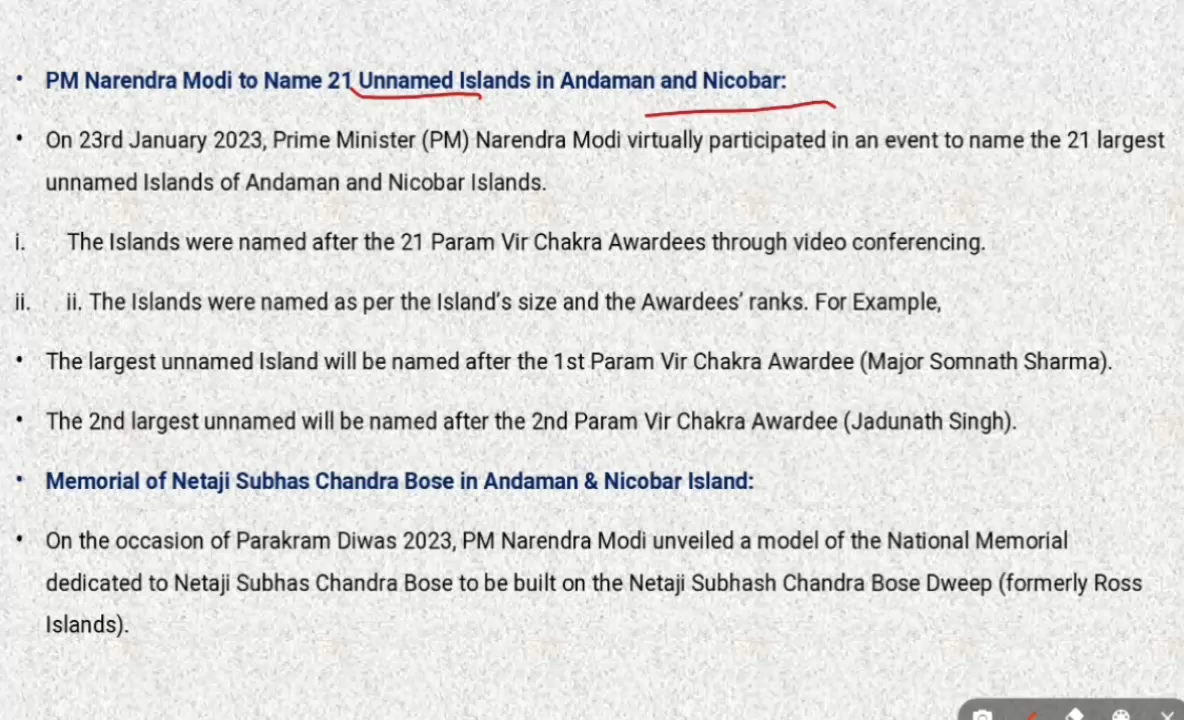 • PM Narendra Modi to Name 21 Unnamed Islands in Andaman and Nicobar:
• On 23rd January 2023, Prime Minister (PM) Narendra Modi virtually participated in an event to name the 21 largest
unnamed Islands of Andaman and Nicobar Islands.
i. The Islands were named after the 21 Param Vir Chakra Awardees through video conferencing.
ii. ii. The Islands were named as per the Island's size and the Awardees' ranks. For Example,
• The largest unnamed Island will be named after the 1st Param Vir Chakra Awardee (Major Somnath Sharma).
• The 2nd largest unnamed will be named after the 2nd Param Vir Chakra Awardee (Jadunath Singh).
• Memorial of Netaji Subhas Chandra Bose in Andaman & Nicobar Island:
• On the occasion of Parakram Diwas 2023, PM Narendra Modi unveiled a model of the National Memorial
dedicated to Netaji Subhas Chandra Bose to be built on the Netaji Subhash Chandra Bose Dweep (formerly Ross
Islands).